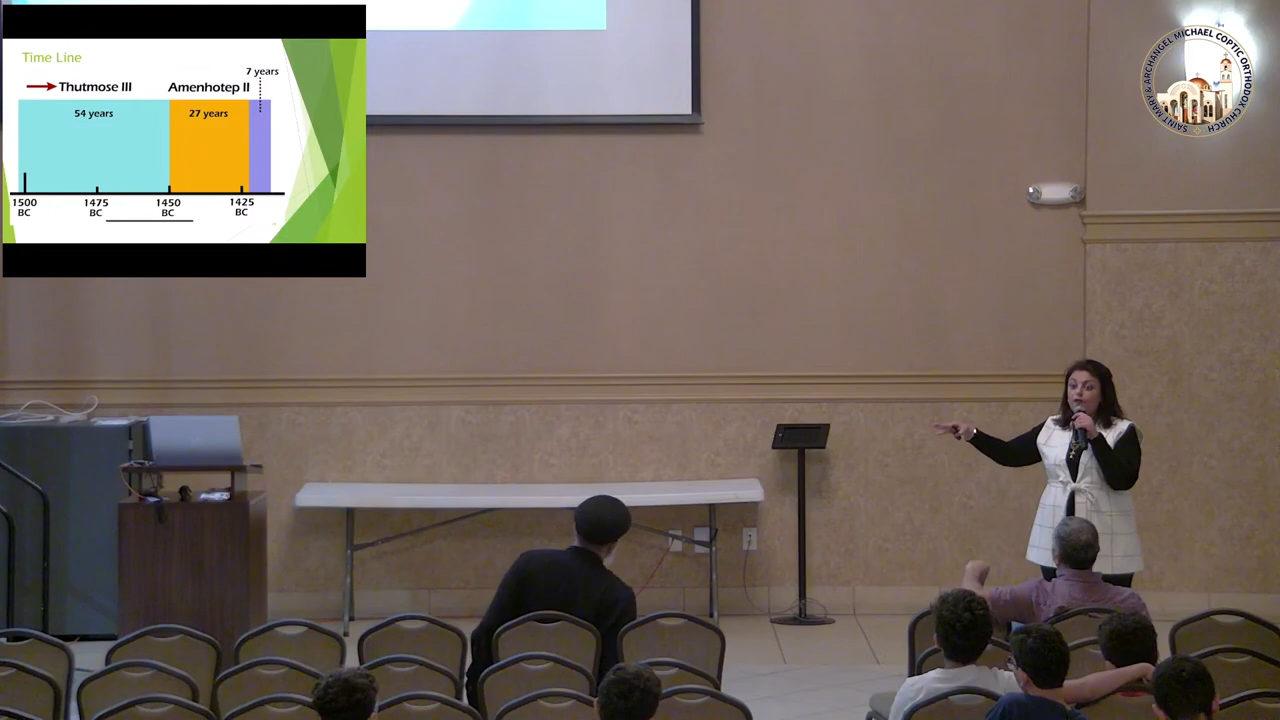 Time Line
7 years
Thutmose III
Amenhotep II
54 years
27 years
1500
BC
1475
BC
1450
BC
1425
BC
SAINT MARY & ARCHANGEL MICHAEL COPTIC ORTHODOX CHURCH